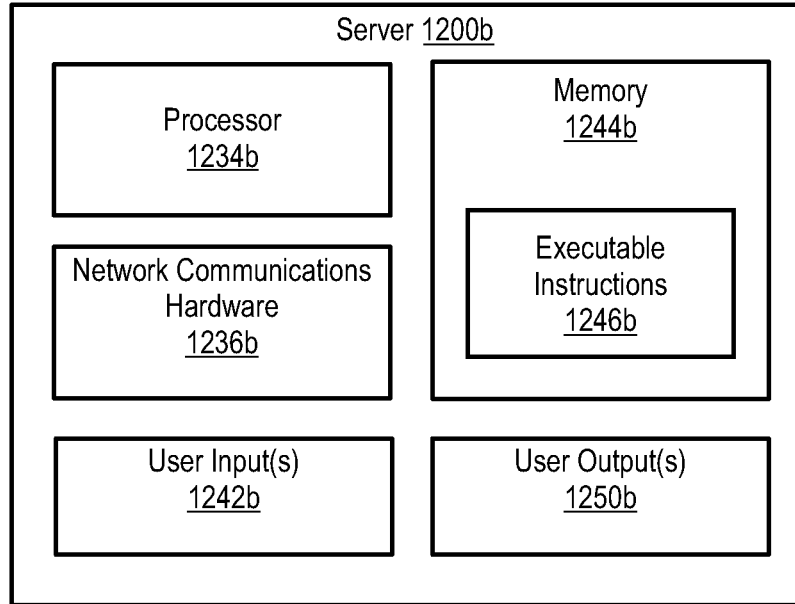 Server 1200b
Processor
1234b
Memory
1244b
Network Communications
Hardware
1236b
Executable
Instructions
1246b
User Input(s)
1242b
User Output(s)
1250b